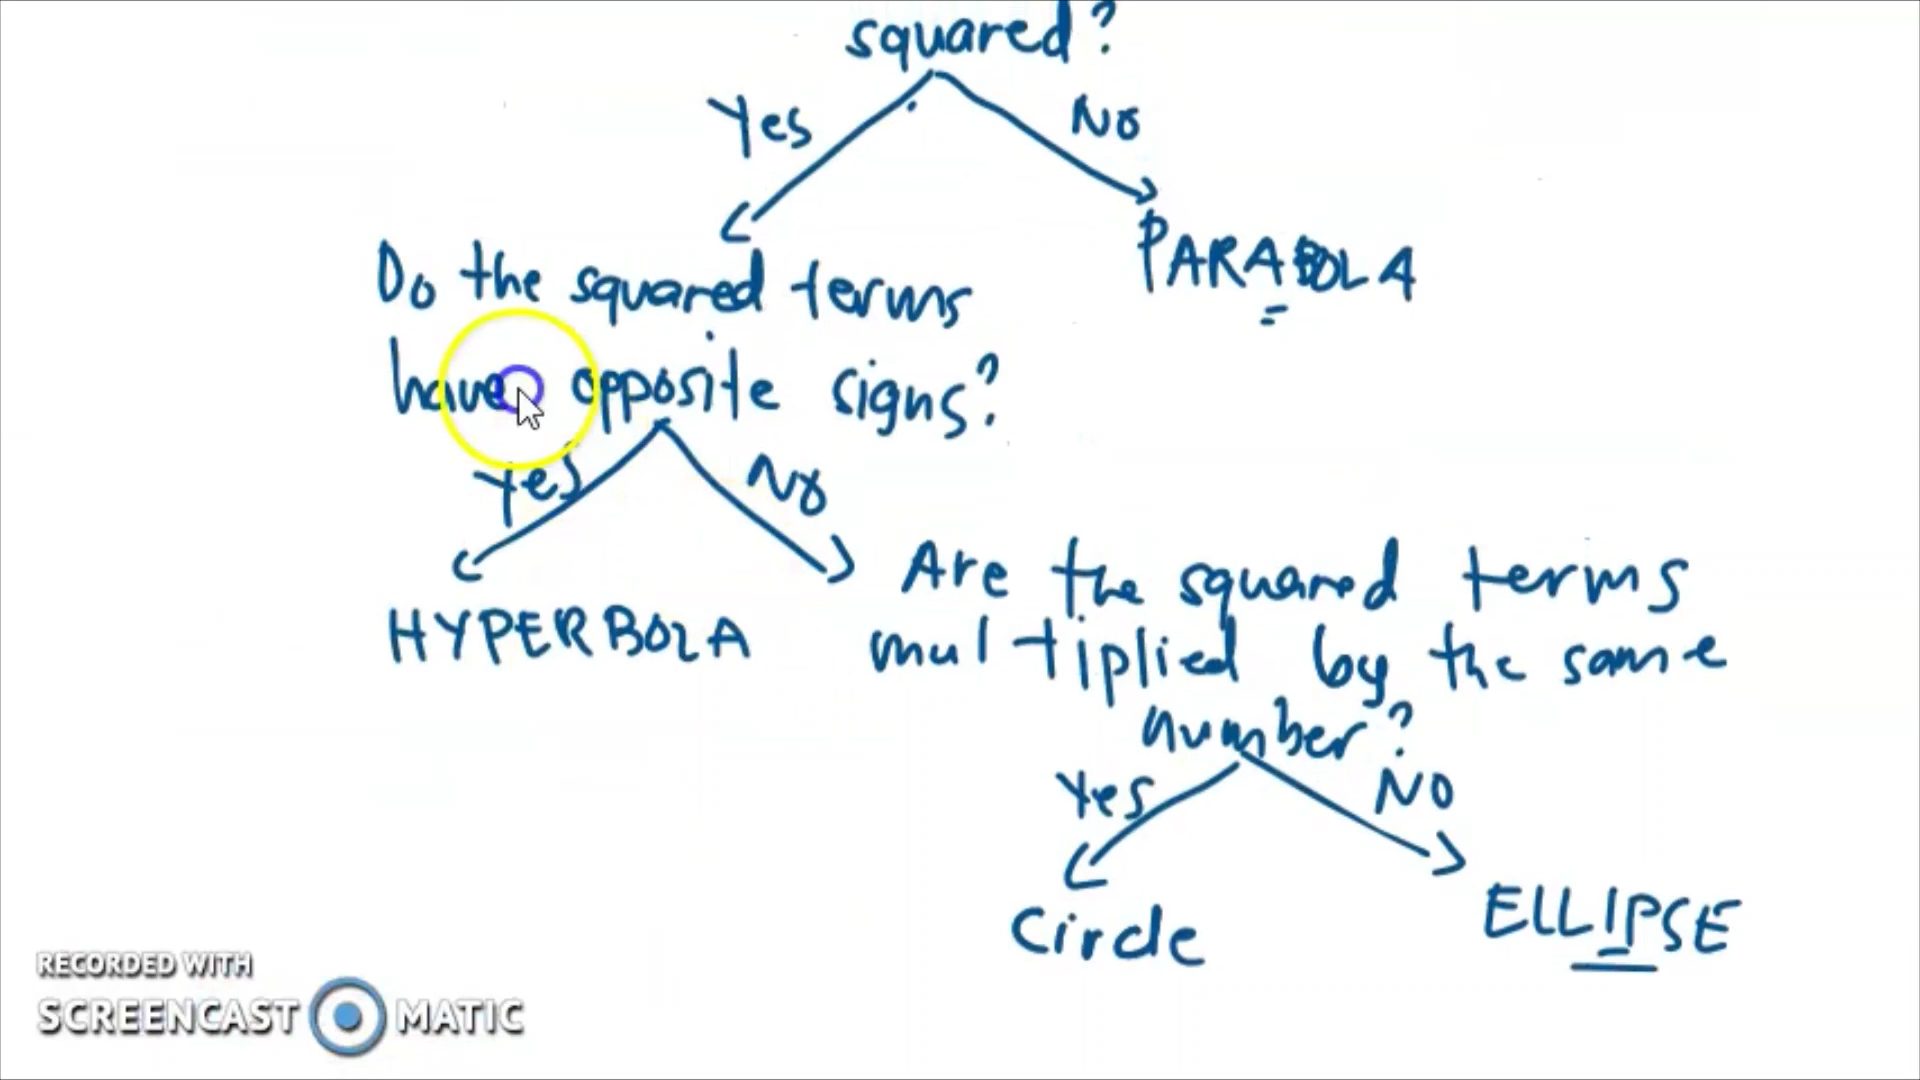 squared?
Yes
No
PARABOLA
Do the squared terms
have opposite signs?
Yes
No
HYPERBOLA
Are the squared terms
multiplied by the same
number?
Yes
NO
Circle
ELLIPSE
RECORDED WITH
SCREENCAST MATIC